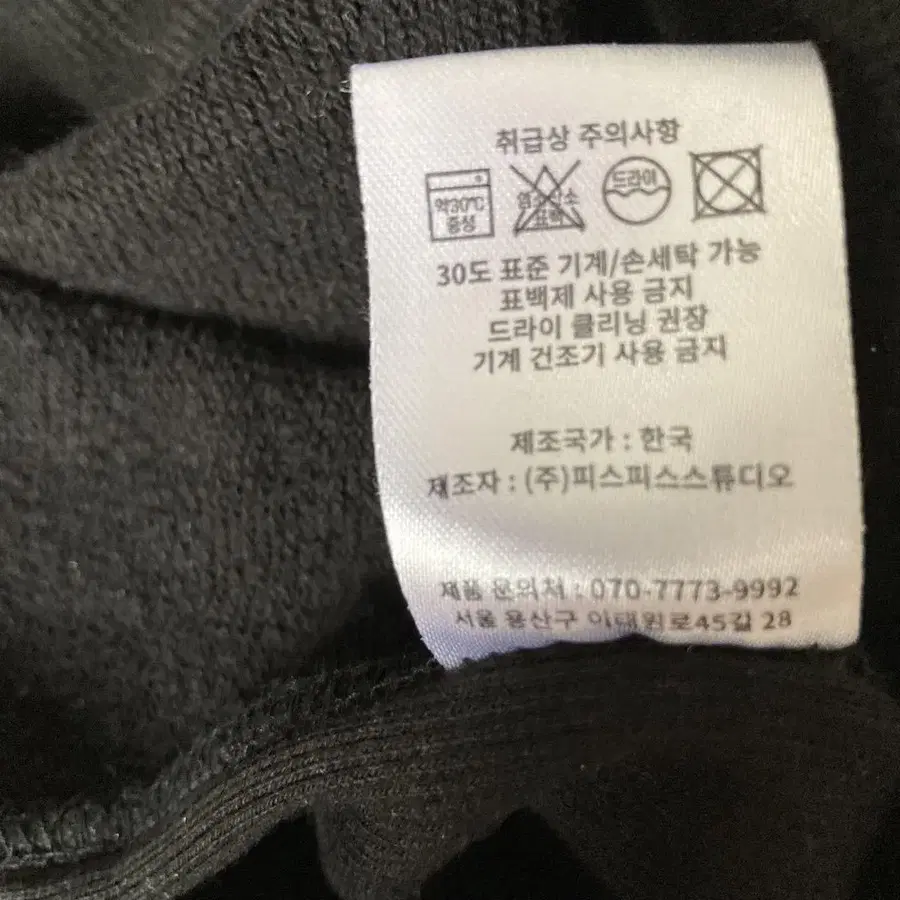 취급상 주의사항
약30℃
중성
염소
표백
드라이
30도 표준 기계/손세탁 가능
표백제 사용 금지
드라이 클리닝 권장
기계 건조기 사용 금지
제조국가 : 한국
제조자 : (주)피스피스스튜디오
제품 문의처 : 070-7773-9992
서울 용산구 이태원로45길 28